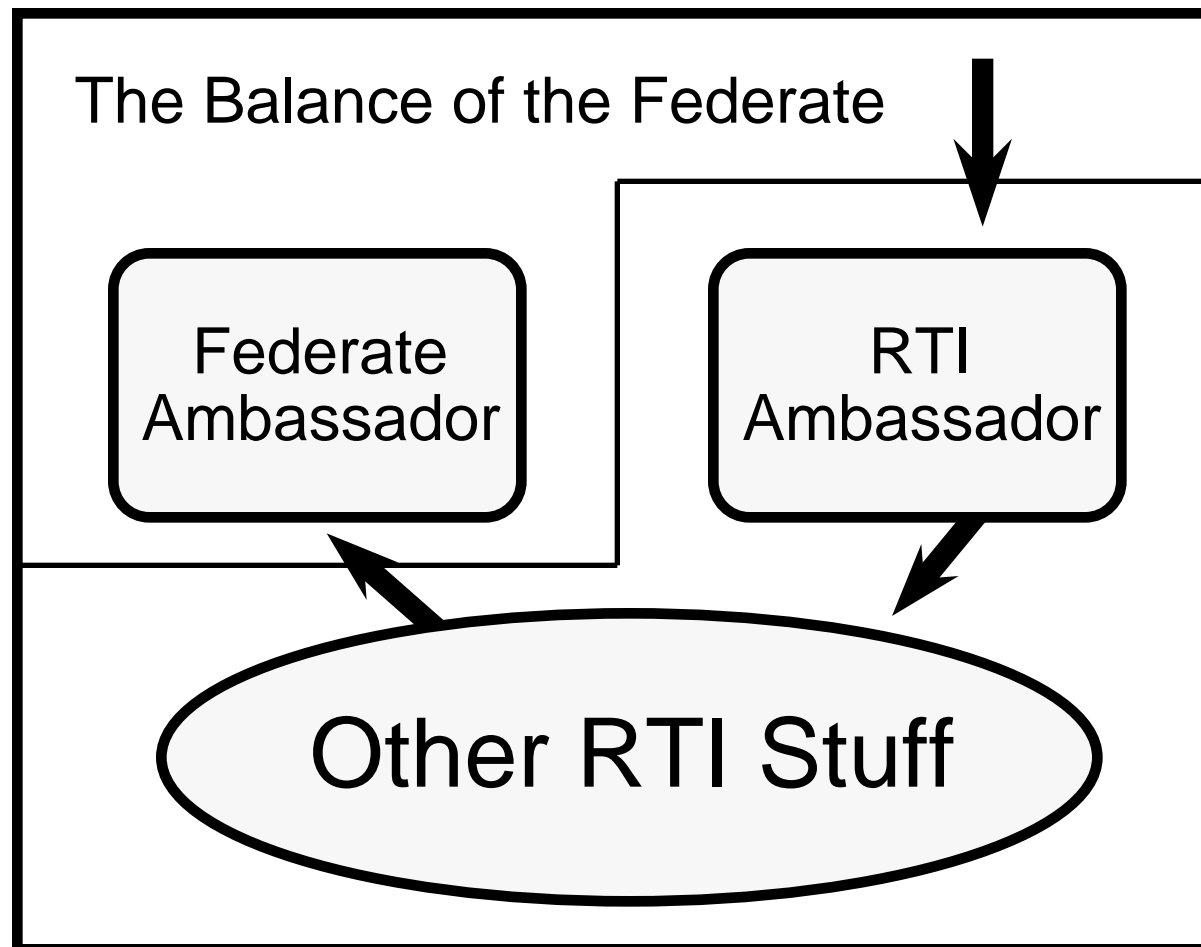 The Balance of the Federate
Federate
Ambassador
RTI
Ambassador
Other RTI Stuff